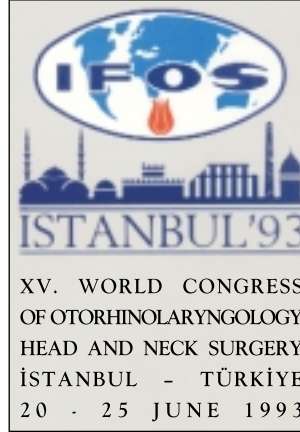 IFOS
ISTANBUL'93
XV. WORLD CONGRESS
OF OTORHINOLARYNGOLOGY
HEAD AND NECK SURGERY
İSTANBUL - TÜRKİYE
20 - 25 JUNE 1993